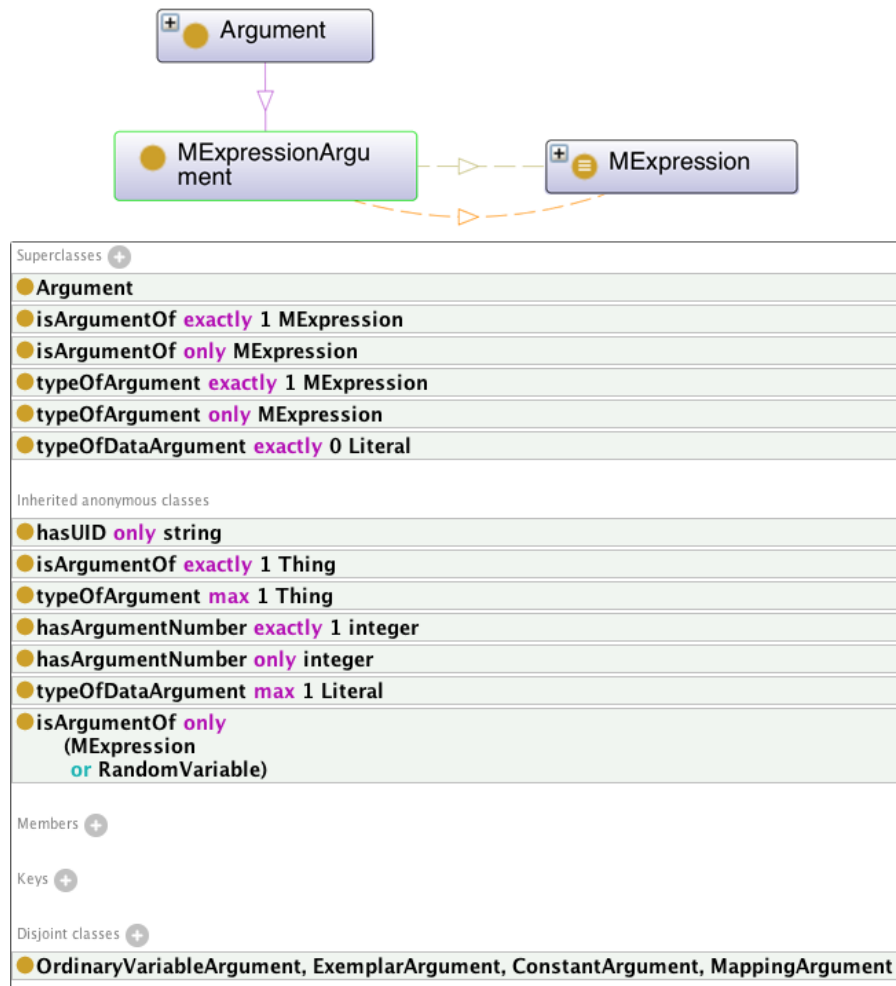 Argument
MExpressionArgu
ment
MExpression
Superclasses
Argument
isArgumentOf exactly 1 MExpression
isArgumentOf only MExpression
typeOfArgument exactly 1 MExpression
typeOfArgument only MExpression
typeOfDataArgument exactly 0 Literal
Inherited anonymous classes
hasUID only string
isArgumentOf exactly 1 Thing
typeOfArgument max 1 Thing
hasArgumentNumber exactly 1 integer
hasArgumentNumber only integer
typeOfDataArgument max 1 Literal
isArgumentOf only
(MExpression
or RandomVariable)
Members
Keys
Disjoint classes
OrdinaryVariableArgument, ExemplarArgument, ConstantArgument, MappingArgument